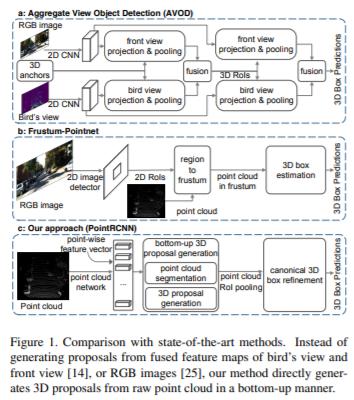 a: Aggregate View Object Detection (AVOD)
RGB image
2D CNN
front view
projection & pooling
front view
projection & pooling
3D
anchors
fusion
3D RoIs
fusion
Bird's view
2D CNN
bird view
projection & pooling
bird view
projection & pooling
3D Box Predictions
b: Frustum-Pointnet
RGB image
2D image
detector
2D RoIs
region
to
frustum
point cloud
point cloud
in frustum
3D box
estimation
3D Box Predictions
c: Our approach (PointRCNN)
point-wise
feature vector
Point cloud
point cloud
network
...
bottom-up 3D
proposal generation
point cloud
segmentation
3D proposal
generation
point cloud
RoI pooling
canonical 3D
box refinement
3D Box Predictions
Figure 1. Comparison with state-of-the-art methods. Instead of
generating proposals from fused feature maps of bird's view and
front view [14], or RGB images [25], our method directly gener-
ates 3D proposals from raw point cloud in a bottom-up manner.